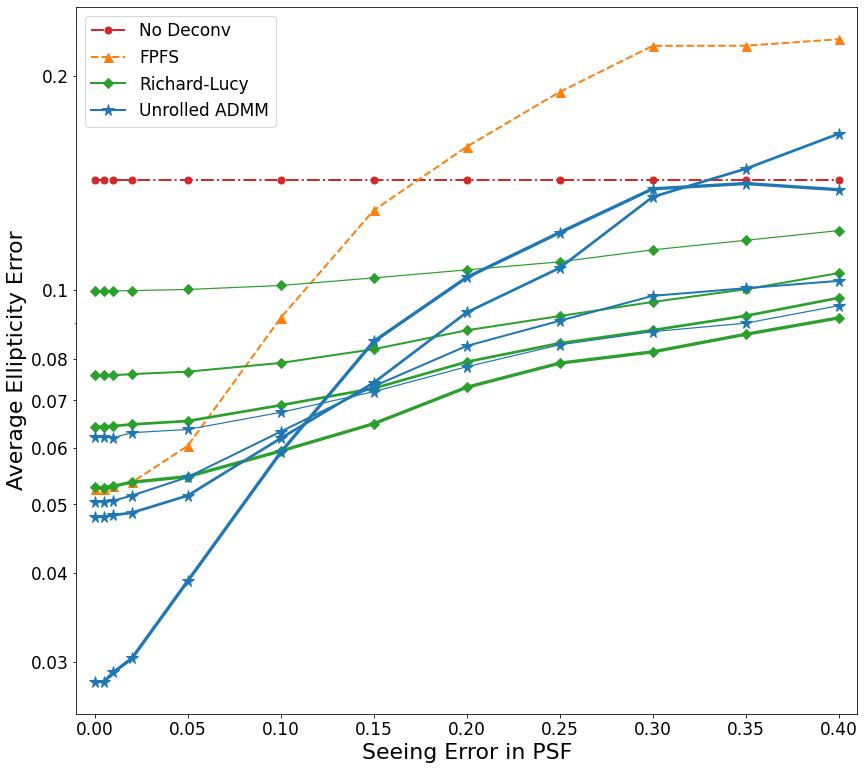 No Deconv
FPFS
Richard-Lucy
Unrolled ADMM
Average Ellipticity Error
0.2
0.1
0.08
0.07
0.06
0.05
0.04
0.03
0.00 0.05 0.10 0.15 0.20 0.25 0.30 0.35 0.40
Seeing Error in PSF